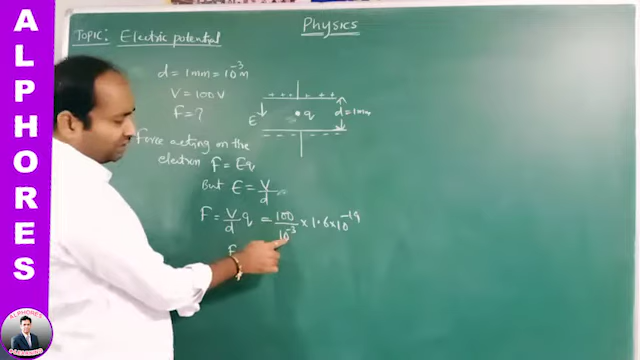 ALPHORES
Physics
TOPIC: Electric potential
d = 1mm = 10⁻³m
V = 100V
F = ?
+ + + + + +
E
q
d = 1mm
– – – – – –
Force acting on the
electron F = Eq
But E = V/d
F = V/d q = 100/10⁻³ × 1.6×10⁻¹⁹
F
ALPHORES